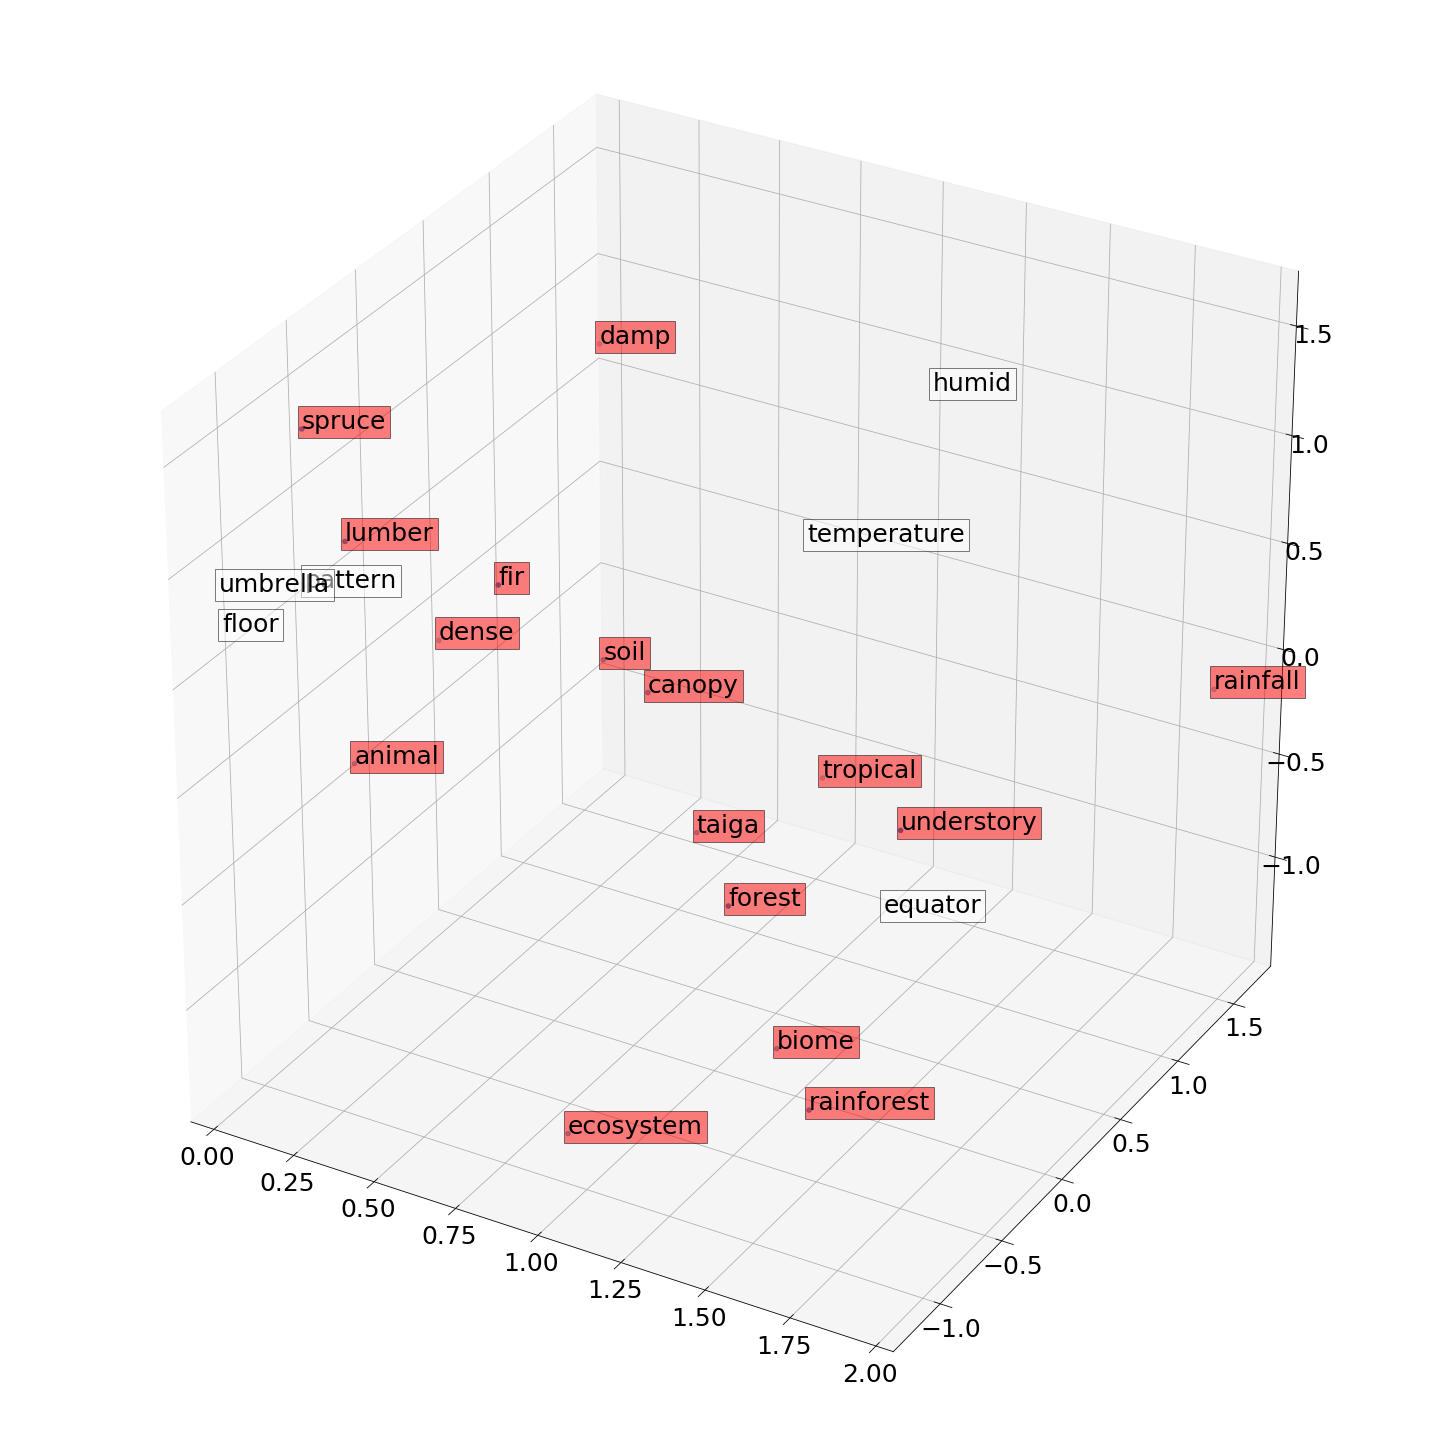 damp
humid
spruce
lumber
temperature
fir
umbrella
pattern
floor
dense
soil
canopy
rainfall
animal
tropical
taiga
understory
forest
equator
biome
rainforest
ecosystem
1.5
1.0
0.5
0.0
−0.5
−1.0
1.5
1.0
0.5
0.0
−0.5
−1.0
0.00
0.25
0.50
0.75
1.00
1.25
1.50
1.75
2.00